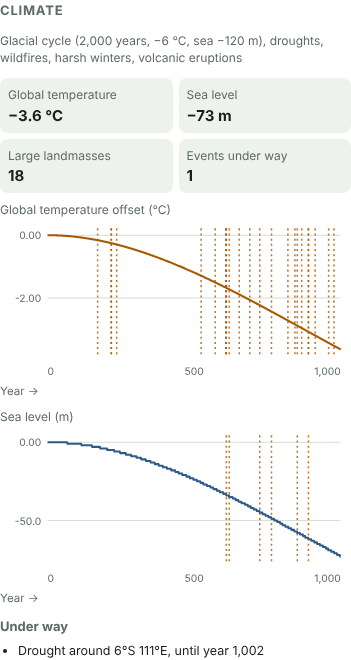 CLIMATE
Glacial cycle (2,000 years, −6 °C, sea −120 m), droughts,
wildfires, harsh winters, volcanic eruptions
Global temperature
−3.6 °C
Sea level
−73 m
Large landmasses
18
Events under way
1
Global temperature offset (°C)
0.00
−2.00
0 500 1,000
Year →
Sea level (m)
0.00
−50.0
0 500 1,000
Year →
Under way
• Drought around 6°S 111°E, until year 1,002